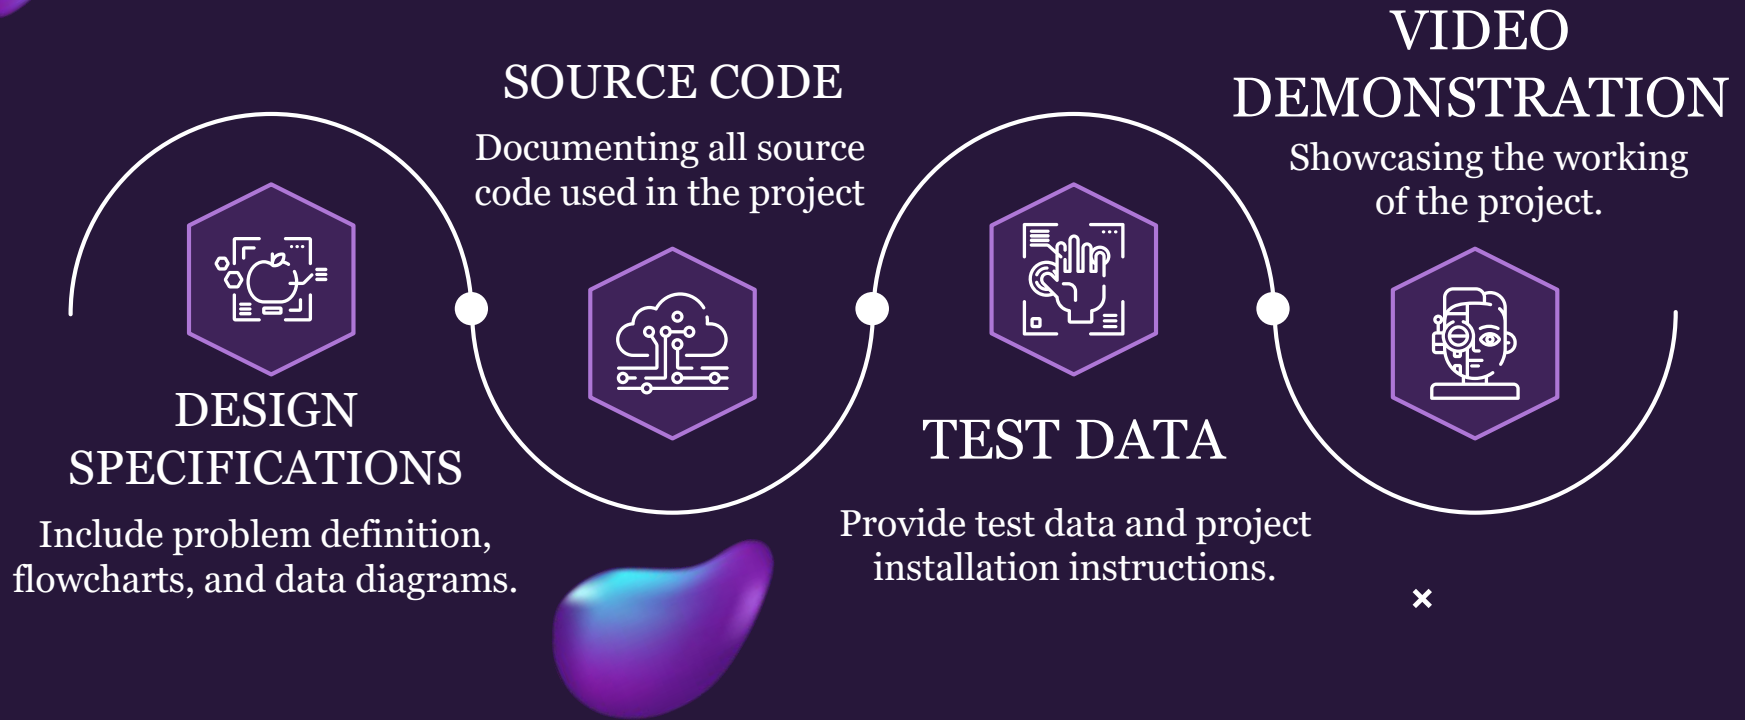 DESIGN
SPECIFICATIONS
Include problem definition,
flowcharts, and data diagrams.
SOURCE CODE
Documenting all source
code used in the project
TEST DATA
Provide test data and project
installation instructions.
VIDEO
DEMONSTRATION
Showcasing the working
of the project.